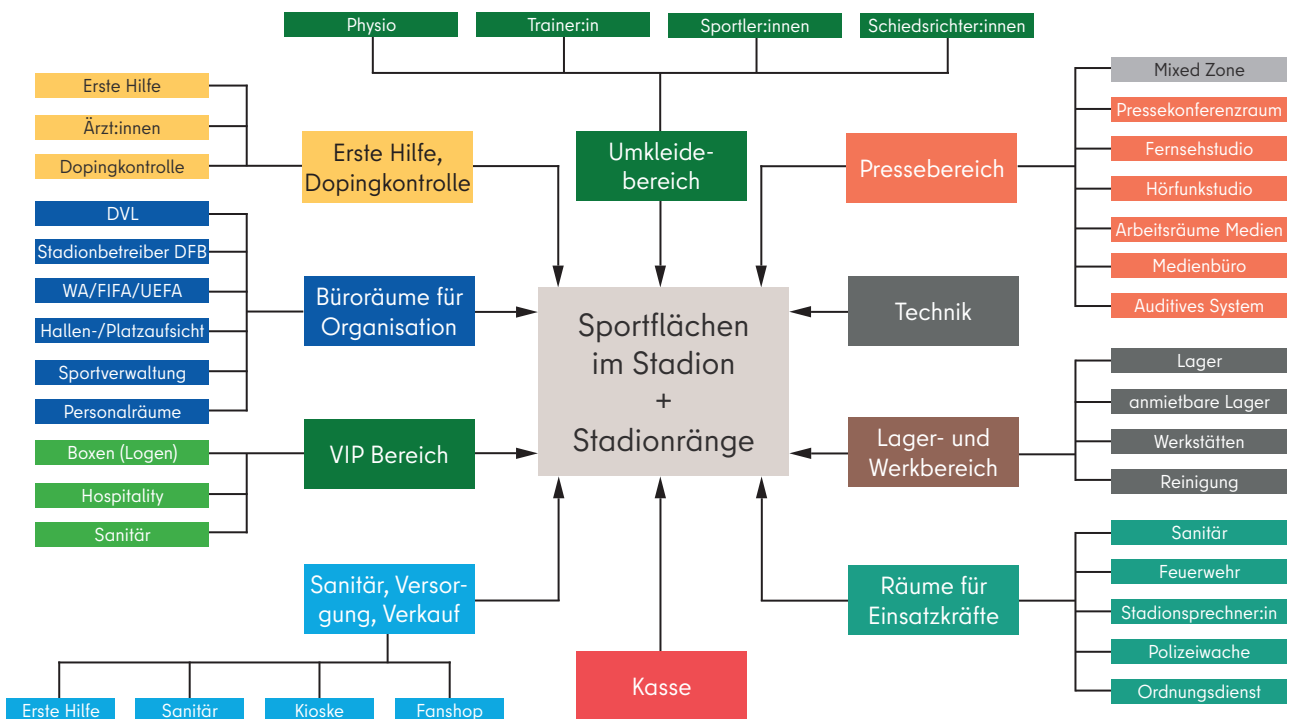 Physio
Trainer:in
Sportler:innen
Schiedsrichter:innen
Erste Hilfe
Ärzt:innen
Dopingkontrolle
Erste Hilfe,
Dopingkontrolle
Umkleide-
bereich
Pressebereich
Mixed Zone
Pressekonferenzraum
Fernsehstudio
Hörfunkstudio
Arbeitsräume Medien
Medienbüro
Auditives System
DVL
Stadionbetreiber DFB
WA/FIFA/UEFA
Hallen-/Platzaufsicht
Sportverwaltung
Personalräume
Büroräume für
Organisation
Sportflächen
im Stadion
+
Stadionränge
Technik
Lager
anmietbare Lager
Werkstätten
Reinigung
Lager- und
Werkbereich
Boxen (Logen)
Hospitality
Sanitär
VIP Bereich
Sanitär, Versor-
gung, Verkauf
Räume für
Einsatzkräfte
Sanitär
Feuerwehr
Stadionsprechner:in
Polizeiwache
Ordnungsdienst
Kasse
Erste Hilfe
Sanitär
Kioske
Fanshop